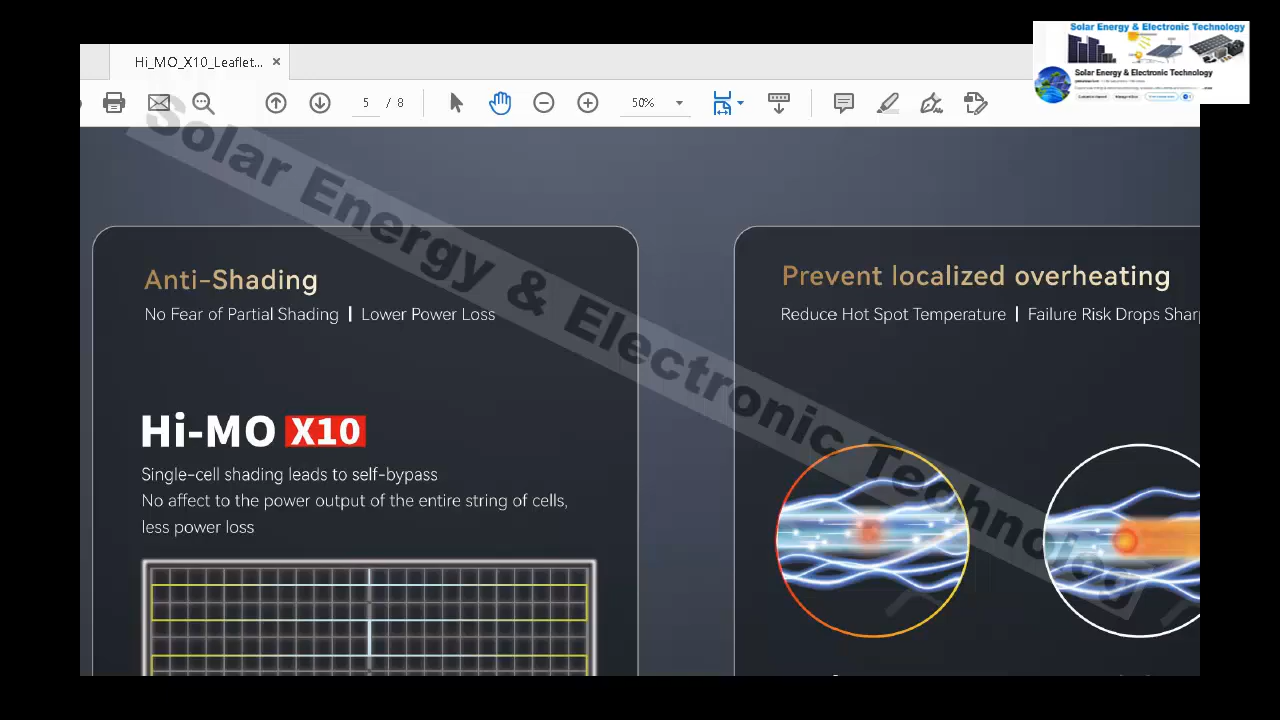 Solar Energy & Electronic Technology
Solar Energy & Electronic Technology
Hi_MO_X10_Leaflet...
50%
Solar Energy & Electronic Technology
Anti-Shading
No Fear of Partial Shading | Lower Power Loss
Hi-MO X10
Single-cell shading leads to self-bypass
No affect to the power output of the entire string of cells,
less power loss
Prevent localized overheating
Reduce Hot Spot Temperature | Failure Risk Drops Shar